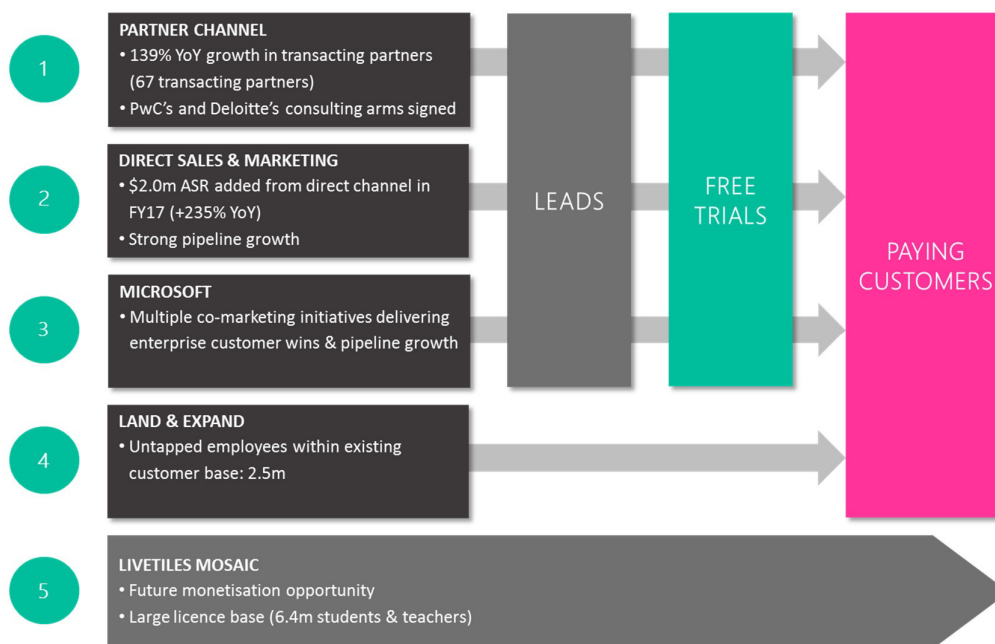 1
PARTNER CHANNEL
• 139% YoY growth in transacting partners
(67 transacting partners)
• PwC's and Deloitte's consulting arms signed
2
DIRECT SALES & MARKETING
• $2.0m ASR added from direct channel in
FY17 (+235% YoY)
• Strong pipeline growth
3
MICROSOFT
• Multiple co-marketing initiatives delivering
enterprise customer wins & pipeline growth
4
LAND & EXPAND
• Untapped employees within existing
customer base: 2.5m
LEADS
FREE
TRIALS
PAYING
CUSTOMERS
5
LIVETILES MOSAIC
• Future monetisation opportunity
• Large licence base (6.4m students & teachers)